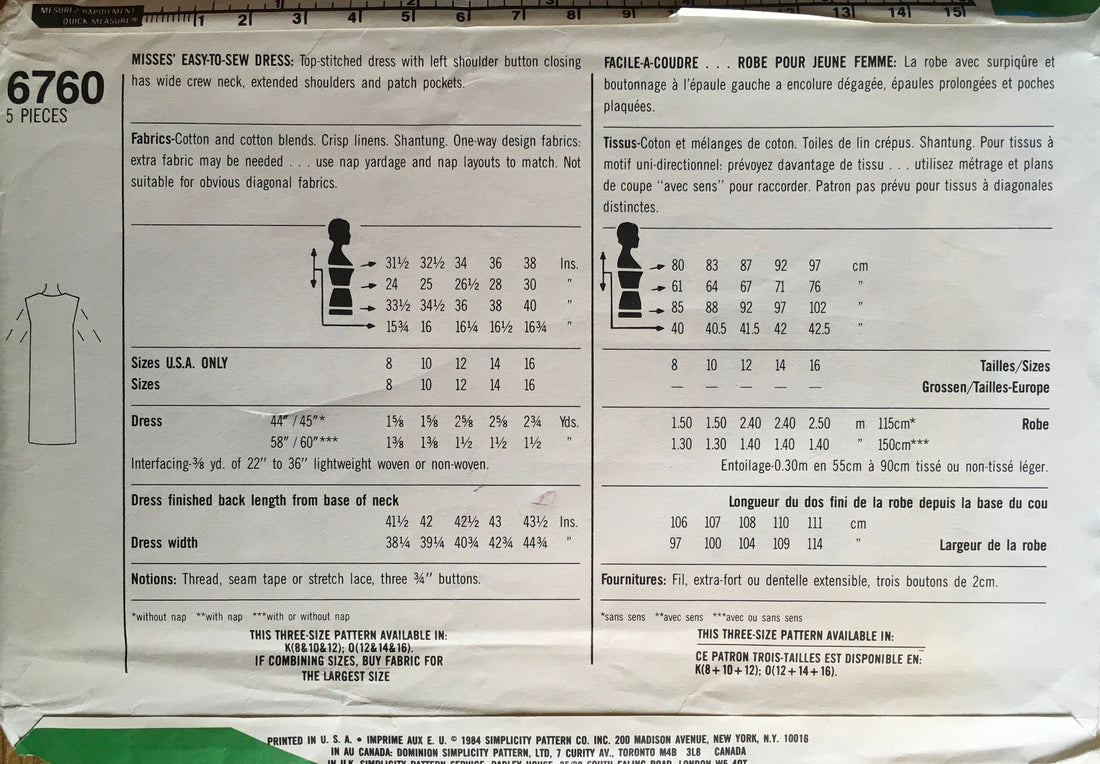 MESURE RAPIDEMENT
QUICK MEASURE
1 2 3 4 5 6 7 8 9 13 14 15
6760
5 PIECES
MISSES' EASY-TO-SEW DRESS: Top-stitched dress with left shoulder button closing
has wide crew neck, extended shoulders and patch pockets.
Fabrics-Cotton and cotton blends. Crisp linens. Shantung. One-way design fabrics:
extra fabric may be needed . . . use nap yardage and nap layouts to match. Not
suitable for obvious diagonal fabrics.
31½ 32½ 34 36 38 Ins.
24 25 26½ 28 30 "
33½ 34½ 36 38 40 "
15¾ 16 16¼ 16½ 16¾ "
Sizes U.S.A. ONLY 8 10 12 14 16
Sizes 8 10 12 14 16
Dress 44" /45"* 1⅝ 1⅝ 2⅝ 2⅝ 2¾ Yds.
58" / 60"*** 1⅜ 1⅜ 1½ 1½ 1½ "
Interfacing-⅜ yd. of 22" to 36" lightweight woven or non-woven.
Dress finished back length from base of neck
41½ 42 42½ 43 43½ Ins.
Dress width 38¼ 39¼ 40¾ 42¾ 44¾ "
Notions: Thread, seam tape or stretch lace, three ¾" buttons.
*without nap **with nap ***with or without nap
THIS THREE-SIZE PATTERN AVAILABLE IN:
K(8&10&12); O(12&14&16).
IF COMBINING SIZES, BUY FABRIC FOR
THE LARGEST SIZE
FACILE-A-COUDRE . . . ROBE POUR JEUNE FEMME: La robe avec surpiqûre et
boutonnage à l'épaule gauche a encolure dégagée, épaules prolongées et poches
plaquées.
Tissus-Coton et mélanges de coton. Toiles de lin crépus. Shantung. Pour tissus à
motif uni-directionnel: prévoyez davantage de tissu . . . utilisez métrage et plans
de coupe "avec sens" pour raccorder. Patron pas prévu pour tissus à diagonales
distinctes.
80 83 87 92 97 cm
61 64 67 71 76 "
85 88 92 97 102 "
40 40.5 41.5 42 42.5 "
8 10 12 14 16 Tailles/Sizes
— — — — — Grossen/Tailles-Europe
1.50 1.50 2.40 2.40 2.50 m 115cm* Robe
1.30 1.30 1.40 1.40 1.40 " 150cm***
Entoilage-0.30m en 55cm à 90cm tissé ou non-tissé léger.
Longueur du dos fini de la robe depuis la base du cou
106 107 108 110 111 cm
97 100 104 109 114 " Largeur de la robe
Fournitures: Fil, extra-fort ou dentelle extensible, trois boutons de 2cm.
*sans sens **avec sens ***avec ou sans sens
THIS THREE-SIZE PATTERN AVAILABLE IN:
CE PATRON TROIS-TAILLES EST DISPONIBLE EN:
K(8+10+12); O(12+14+16).
PRINTED IN U. S. A. • IMPRIME AUX E. U. © 1984 SIMPLICITY PATTERN CO. INC. 200 MADISON AVENUE, NEW YORK, N.Y. 10016
IN AU CANADA: DOMINION SIMPLICITY PATTERN, LTD, 7 CURITY AV., TORONTO M4B 3L8 CANADA